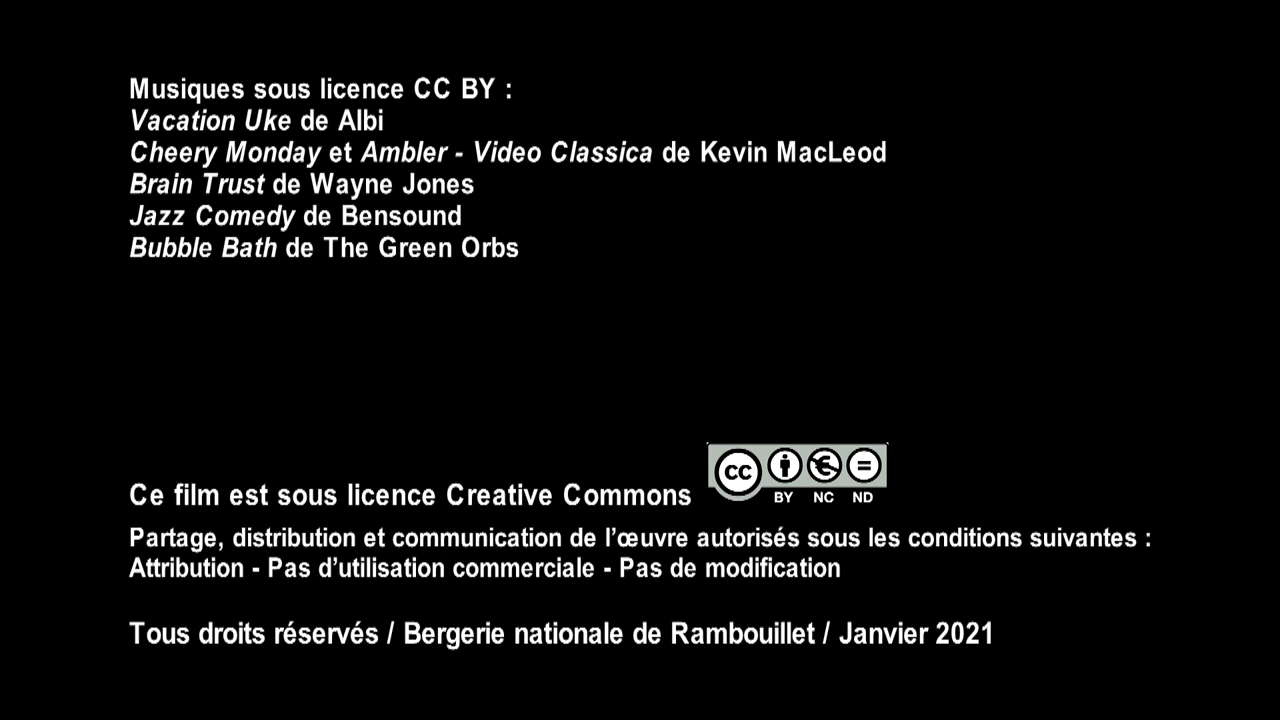 Musiques sous licence CC BY :
Vacation Uke de Albi
Cheery Monday et Ambler - Video Classica de Kevin MacLeod
Brain Trust de Wayne Jones
Jazz Comedy de Bensound
Bubble Bath de The Green Orbs
Ce film est sous licence Creative Commons
cc BY NC ND
Partage, distribution et communication de l'œuvre autorisés sous les conditions suivantes :
Attribution - Pas d'utilisation commerciale - Pas de modification
Tous droits réservés / Bergerie nationale de Rambouillet / Janvier 2021